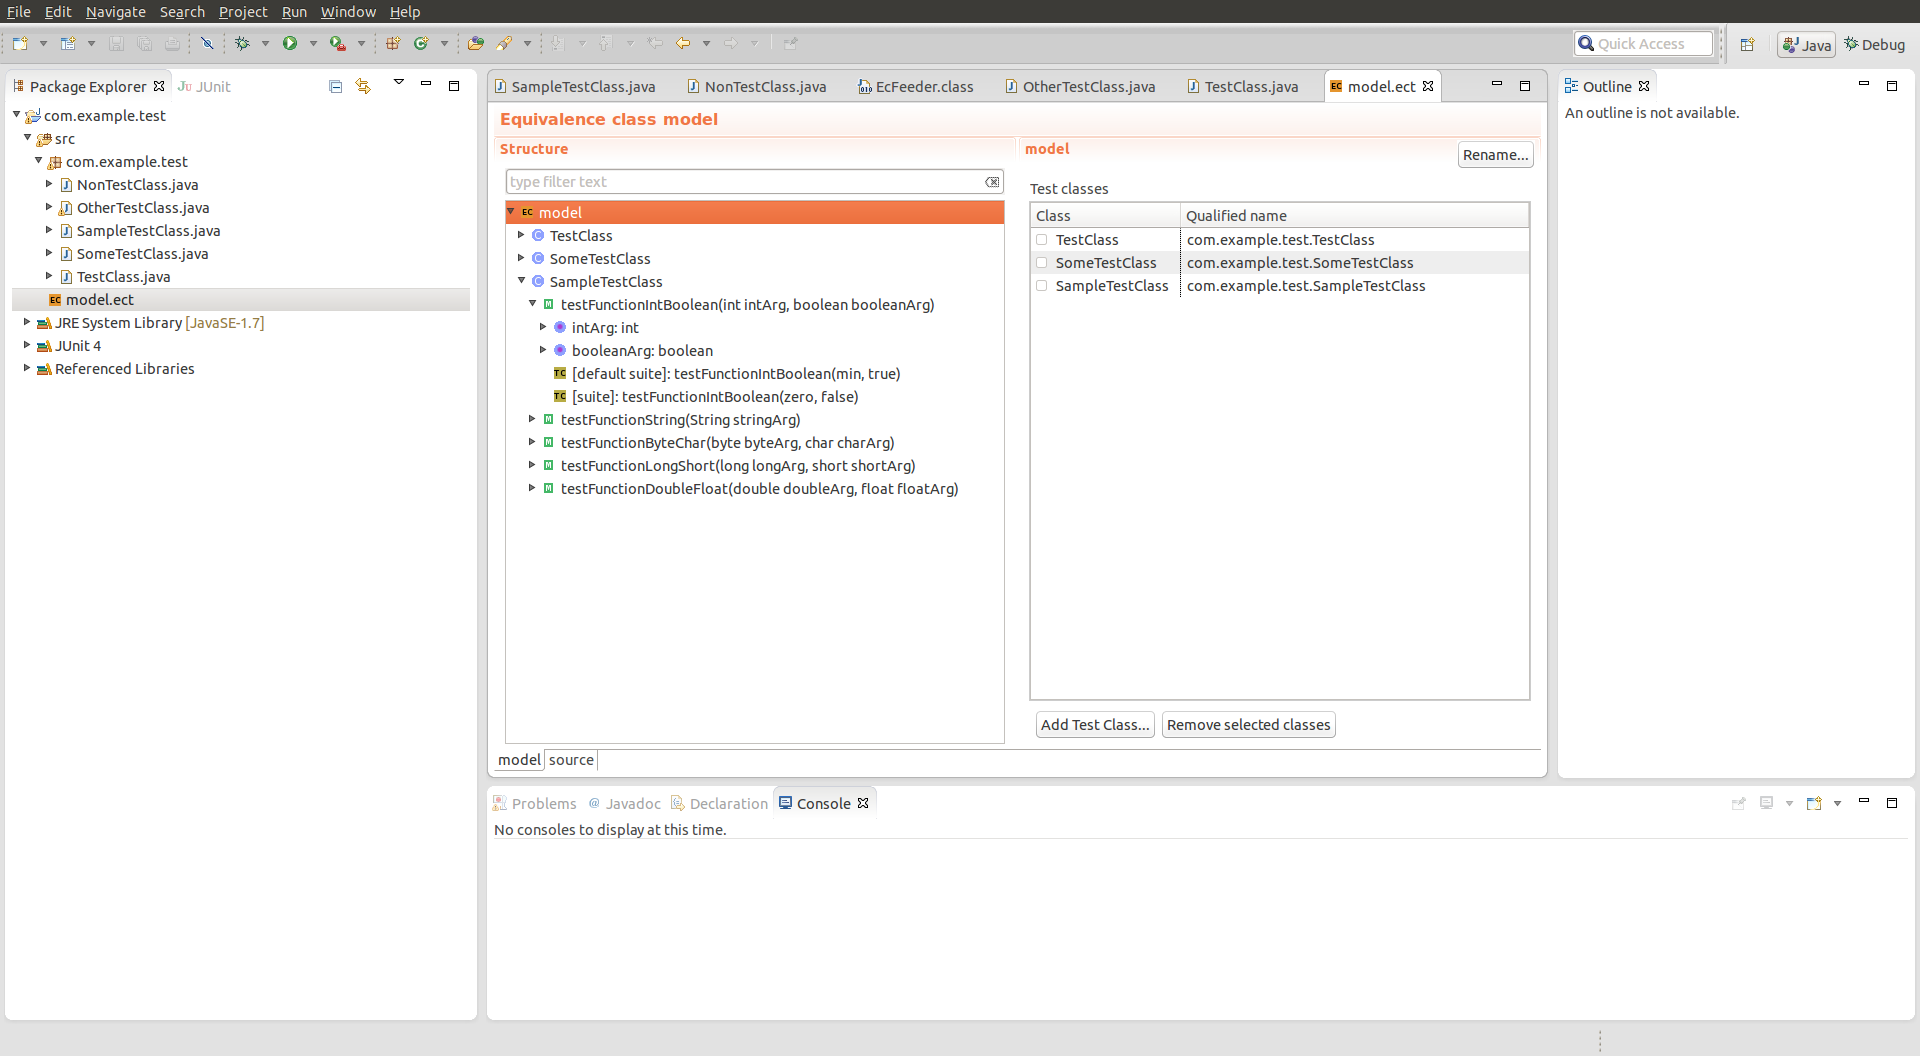 File Edit Navigate Search Project Run Window Help
Quick Access
Java
Debug
Package Explorer
JUnit
com.example.test
src
com.example.test
NonTestClass.java
OtherTestClass.java
SampleTestClass.java
SomeTestClass.java
TestClass.java
model.ect
JRE System Library [JavaSE-1.7]
JUnit 4
Referenced Libraries
SampleTestClass.java NonTestClass.java EcFeeder.class OtherTestClass.java TestClass.java model.ect
Equivalence class model
Structure
type filter text
model
TestClass
SomeTestClass
SampleTestClass
testFunctionIntBoolean(int intArg, boolean booleanArg)
intArg: int
booleanArg: boolean
[default suite]: testFunctionIntBoolean(min, true)
[suite]: testFunctionIntBoolean(zero, false)
testFunctionString(String stringArg)
testFunctionByteChar(byte byteArg, char charArg)
testFunctionLongShort(long longArg, short shortArg)
testFunctionDoubleFloat(double doubleArg, float floatArg)
model
Rename...
Test classes
Class Qualified name
TestClass com.example.test.TestClass
SomeTestClass com.example.test.SomeTestClass
SampleTestClass com.example.test.SampleTestClass
Add Test Class... Remove selected classes
model source
Outline
An outline is not available.
Problems Javadoc Declaration Console
No consoles to display at this time.